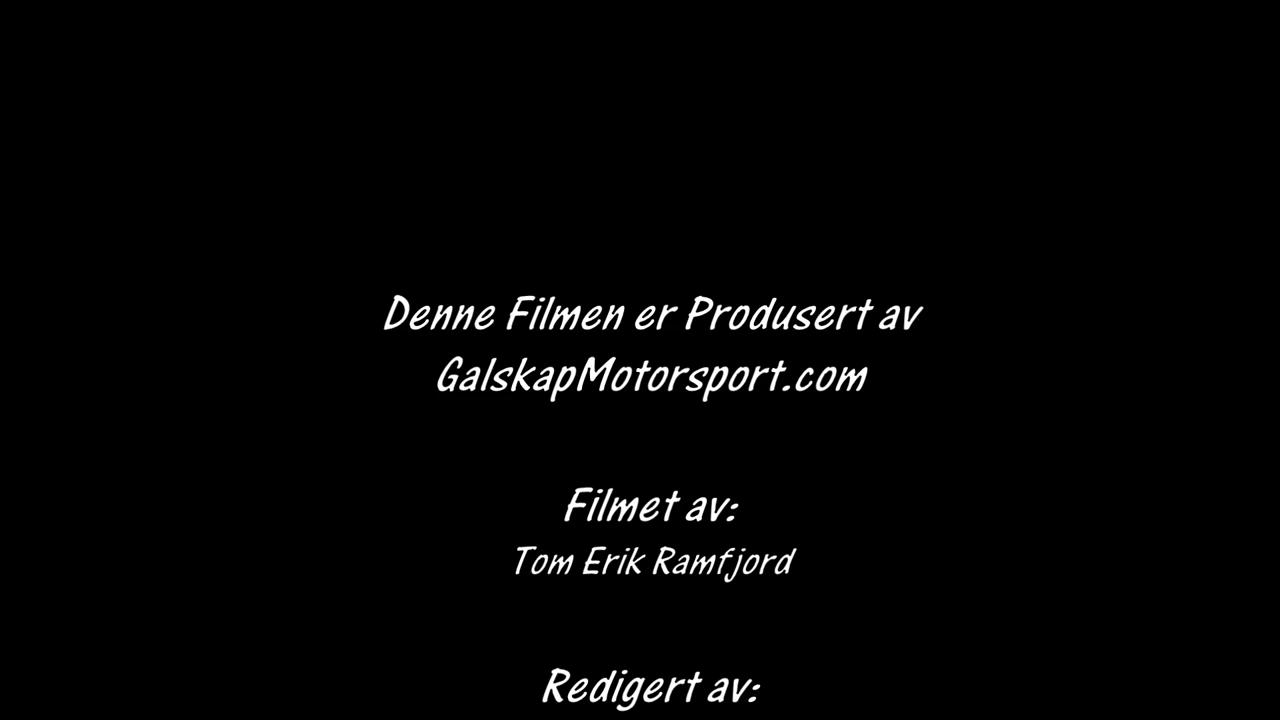 Denne Filmen er Produsert av
GalskapMotorsport.com
Filmet av:
Tom Erik Ramfjord
Redigert av: